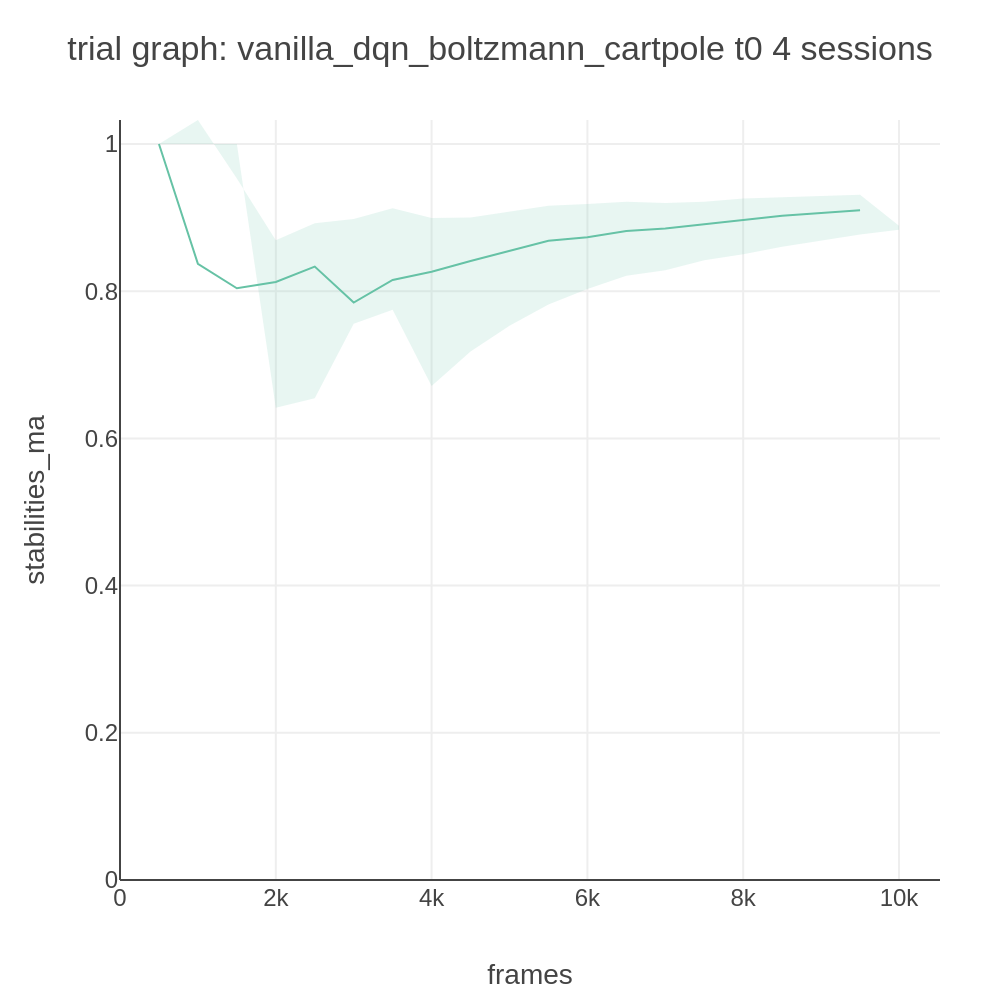 trial graph: vanilla_dqn_boltzmann_cartpole t0 4 sessions
1
0.8
0.6
0.4
0.2
0
stabilities_ma
0 2k 4k 6k 8k 10k
frames